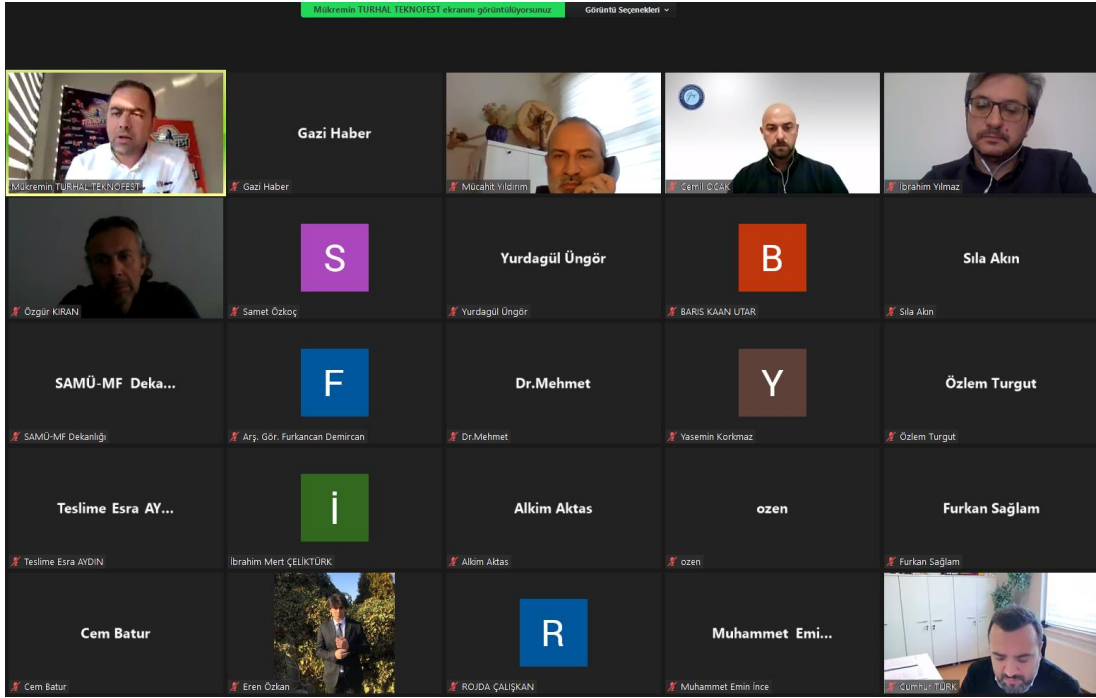 Mükremin TURHAL TEKNOFEST ekranını görüntülüyorsunuz
Görüntü Seçenekleri
TEKNOFEST
Mükremin TURHAL TEKNOFEST
Gazi Haber
Gazi Haber
Mücahit Yıldırım
Cemil OCAK
İbrahim Yılmaz
Özgür KIRAN
S
Samet Özkoç
Yurdagül Üngör
Yurdagül Üngör
B
BARIS KAAN UTAR
Sıla Akın
Sıla Akın
SAMÜ-MF Deka...
SAMÜ-MF Dekanlığı
F
Arş. Gör. Furkancan Demircan
Dr.Mehmet
Dr.Mehmet
Y
Yasemin Korkmaz
Özlem Turgut
Özlem Turgut
Teslime Esra AY...
Teslime Esra AYDIN
İ
İbrahim Mert ÇELİKTÜRK
Alkim Aktas
Alkim Aktas
ozen
ozen
Furkan Sağlam
Furkan Sağlam
Cem Batur
Cem Batur
Eren Özkan
R
ROJDA ÇALIŞKAN
Muhammet Emi...
Muhammet Emin İnce
Cumhur TÜRK